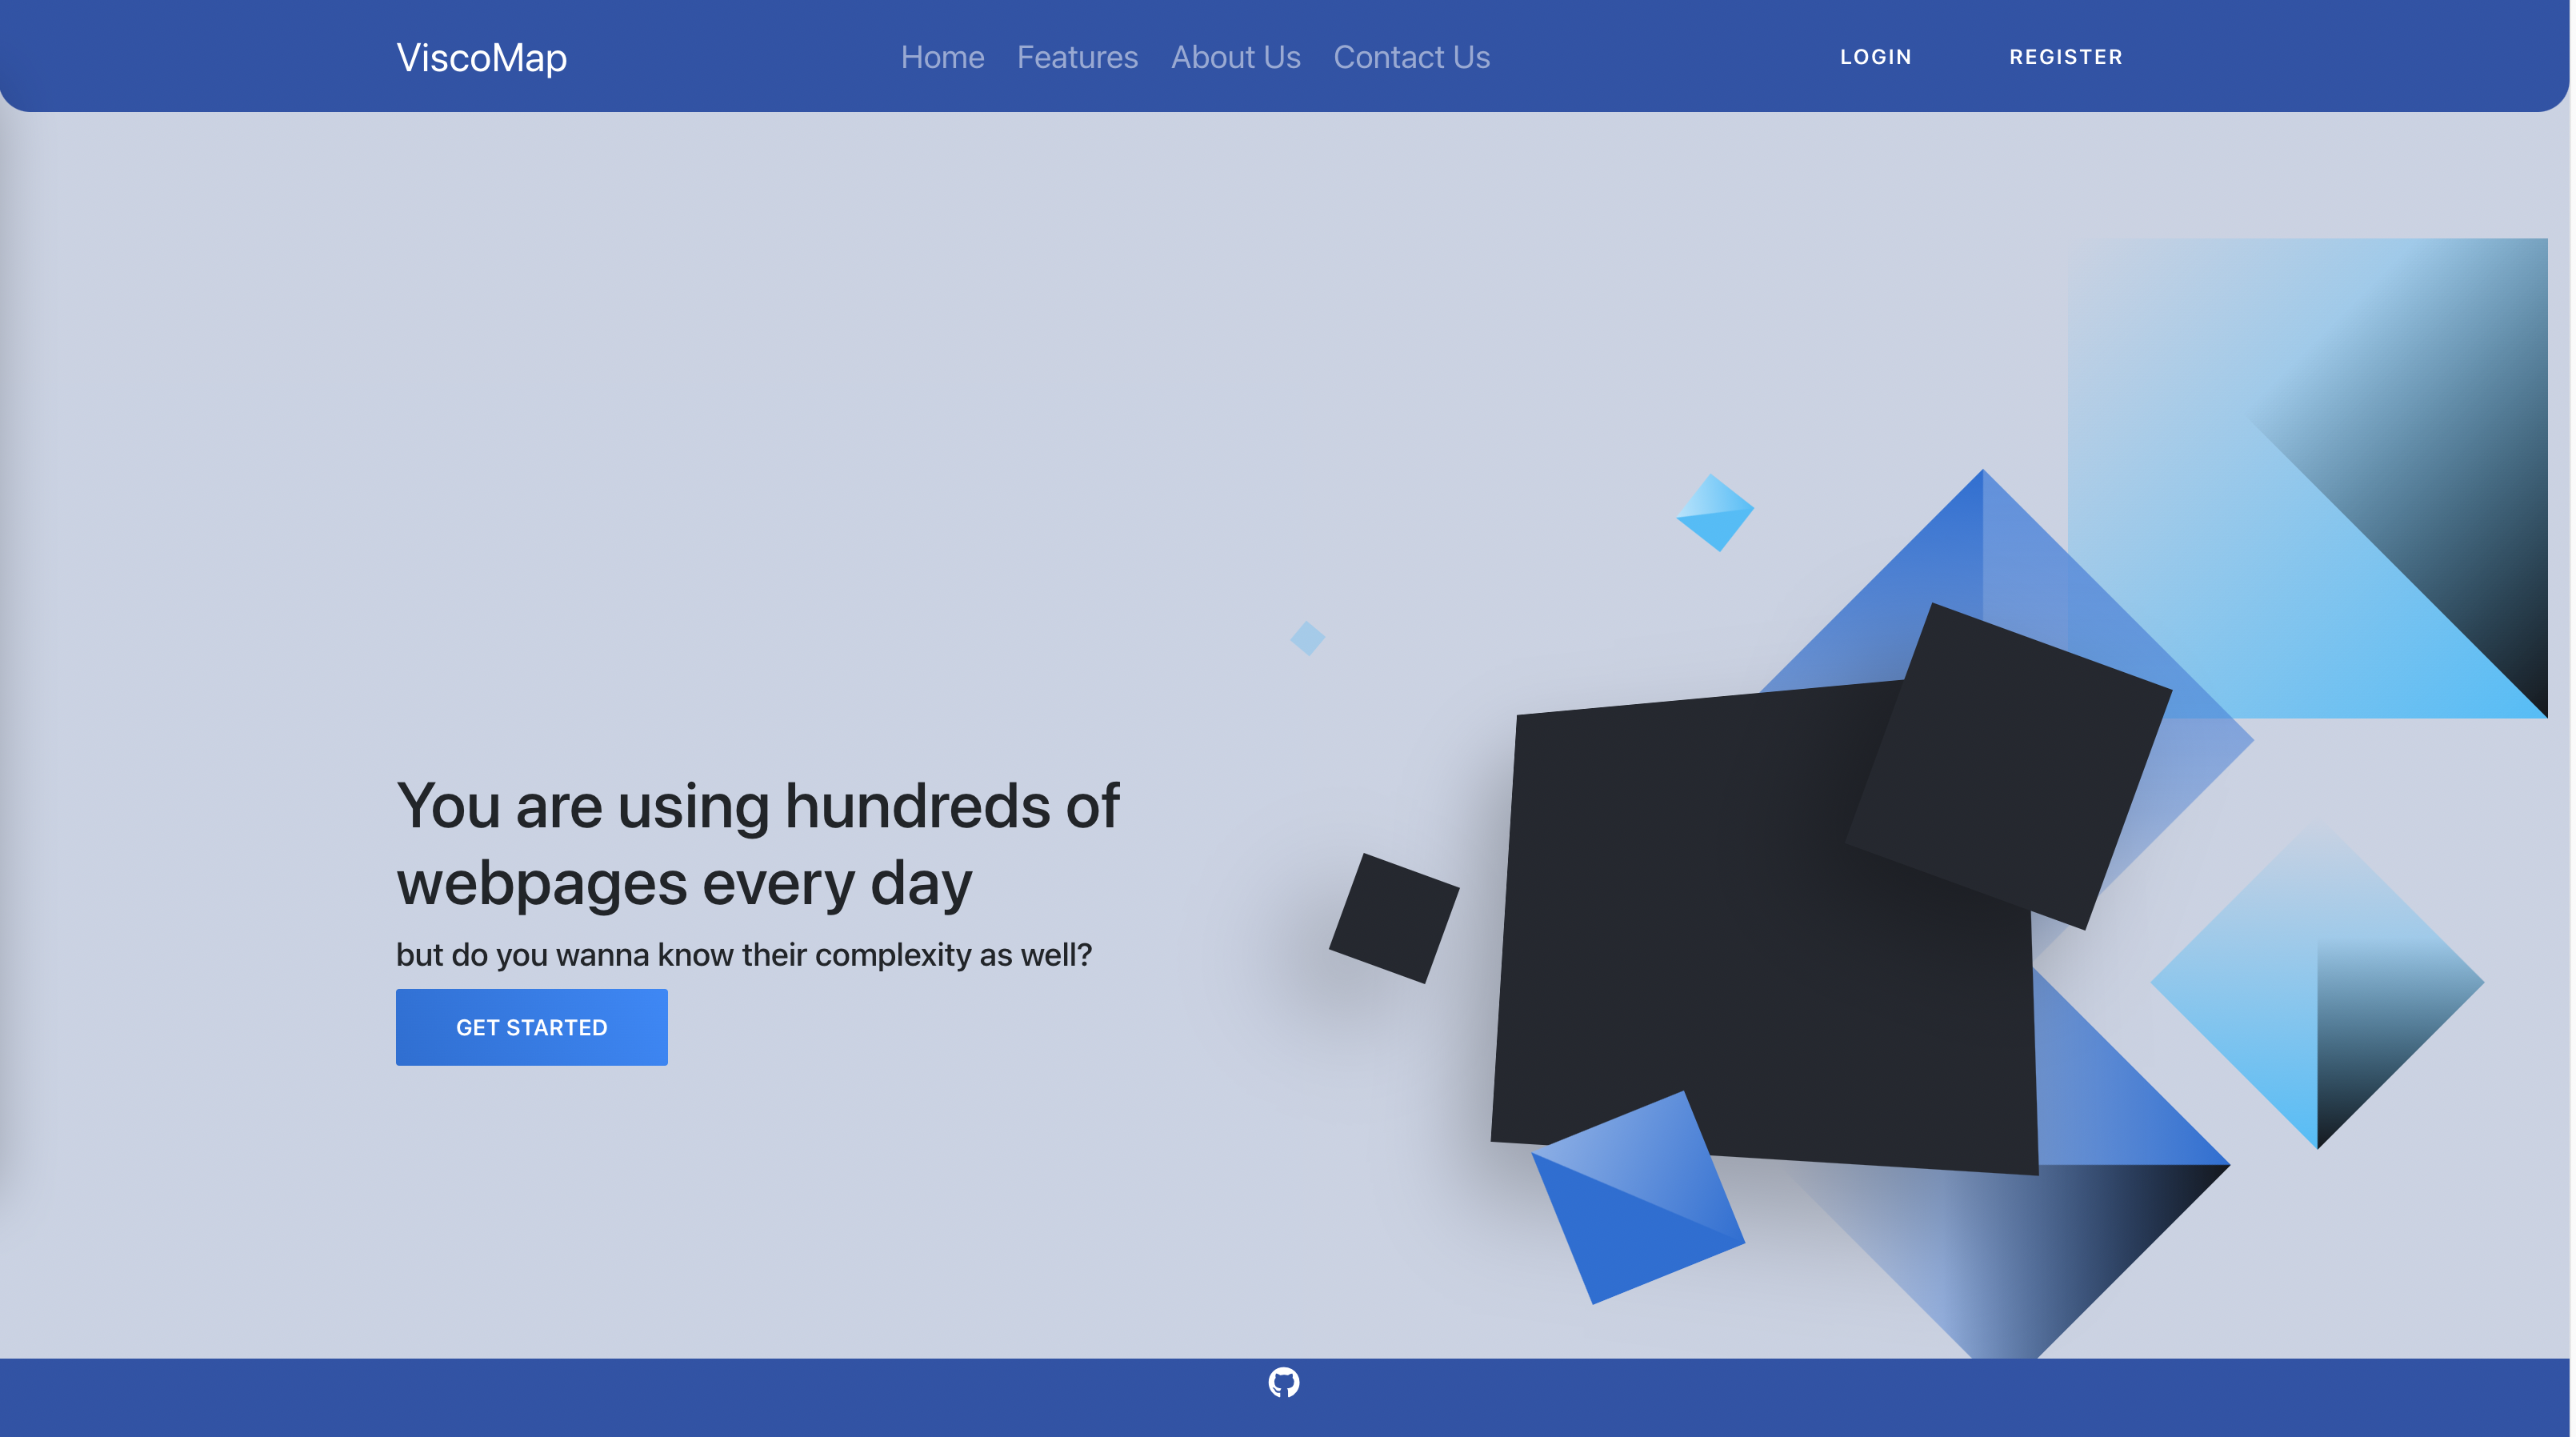 ViscoMap
Home Features About Us Contact Us
LOGIN REGISTER
You are using hundreds of
webpages every day
but do you wanna know their complexity as well?
GET STARTED